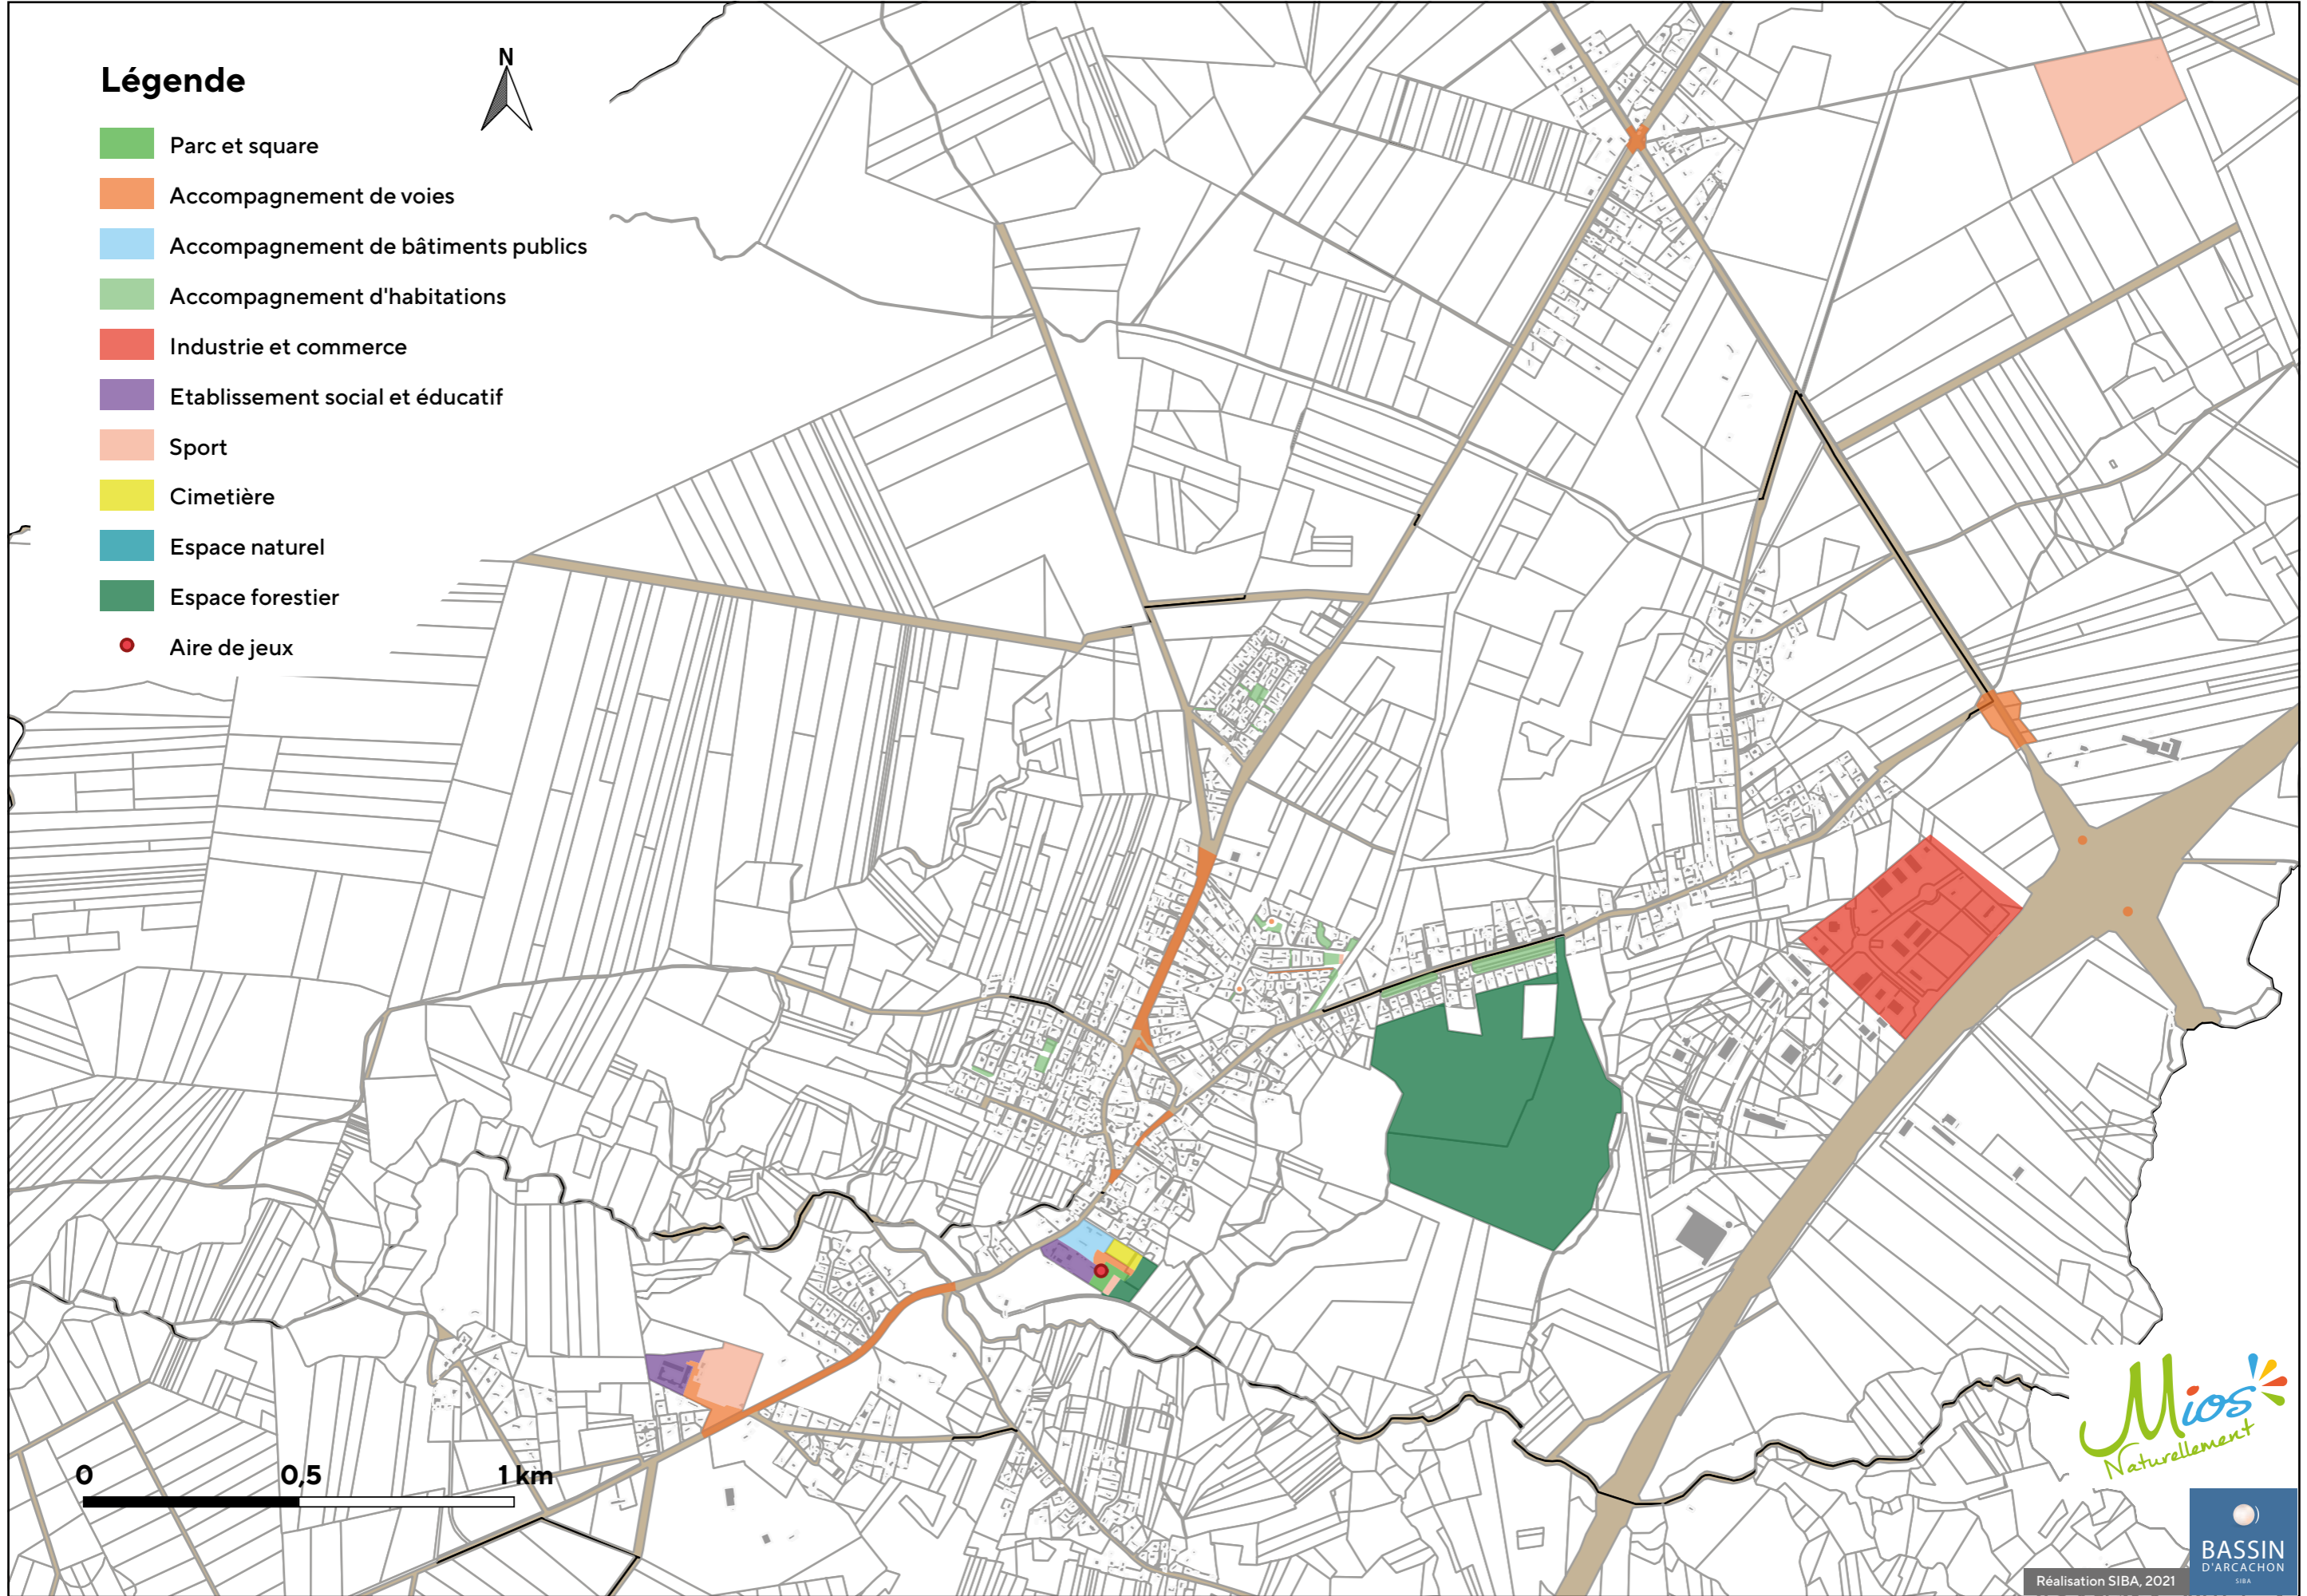 Légende
N
Parc et square
Accompagnement de voies
Accompagnement de bâtiments publics
Accompagnement d'habitations
Industrie et commerce
Etablissement social et éducatif
Sport
Cimetière
Espace naturel
Espace forestier
Aire de jeux
0 0,5 1 km
Mios
Naturellement
BASSIN
D'ARCACHON
SIBA
Réalisation SIBA, 2021